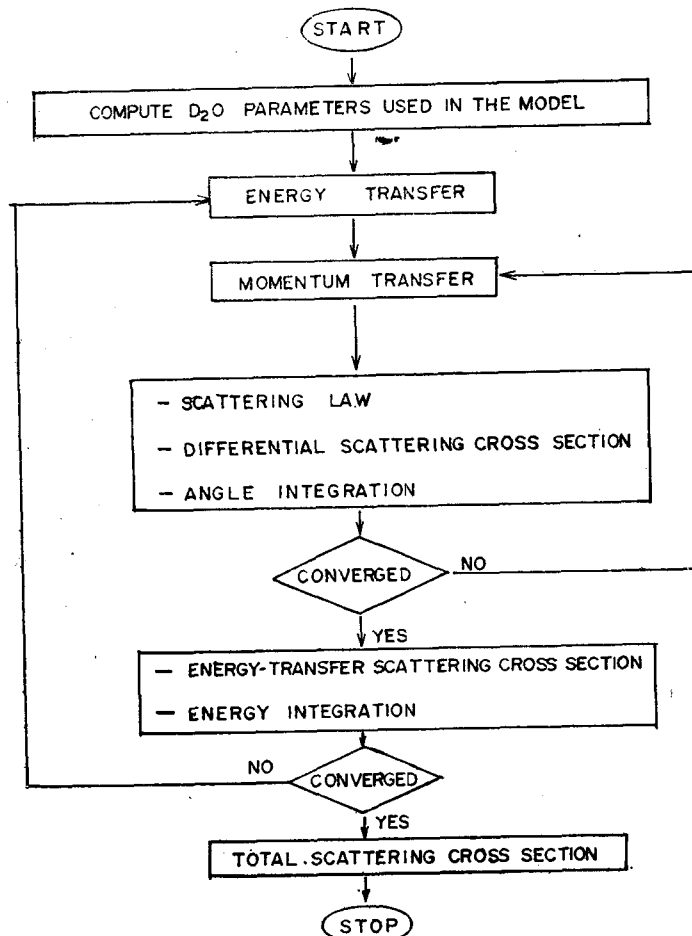 START
COMPUTE D₂O PARAMETERS USED IN THE MODEL
ENERGY TRANSFER
MOMENTUM TRANSFER
- SCATTERING LAW
- DIFFERENTIAL SCATTERING CROSS SECTION
- ANGLE INTEGRATION
CONVERGED
NO
YES
- ENERGY-TRANSFER SCATTERING CROSS SECTION
- ENERGY INTEGRATION
NO
CONVERGED
YES
TOTAL.SCATTERING CROSS SECTION
STOP